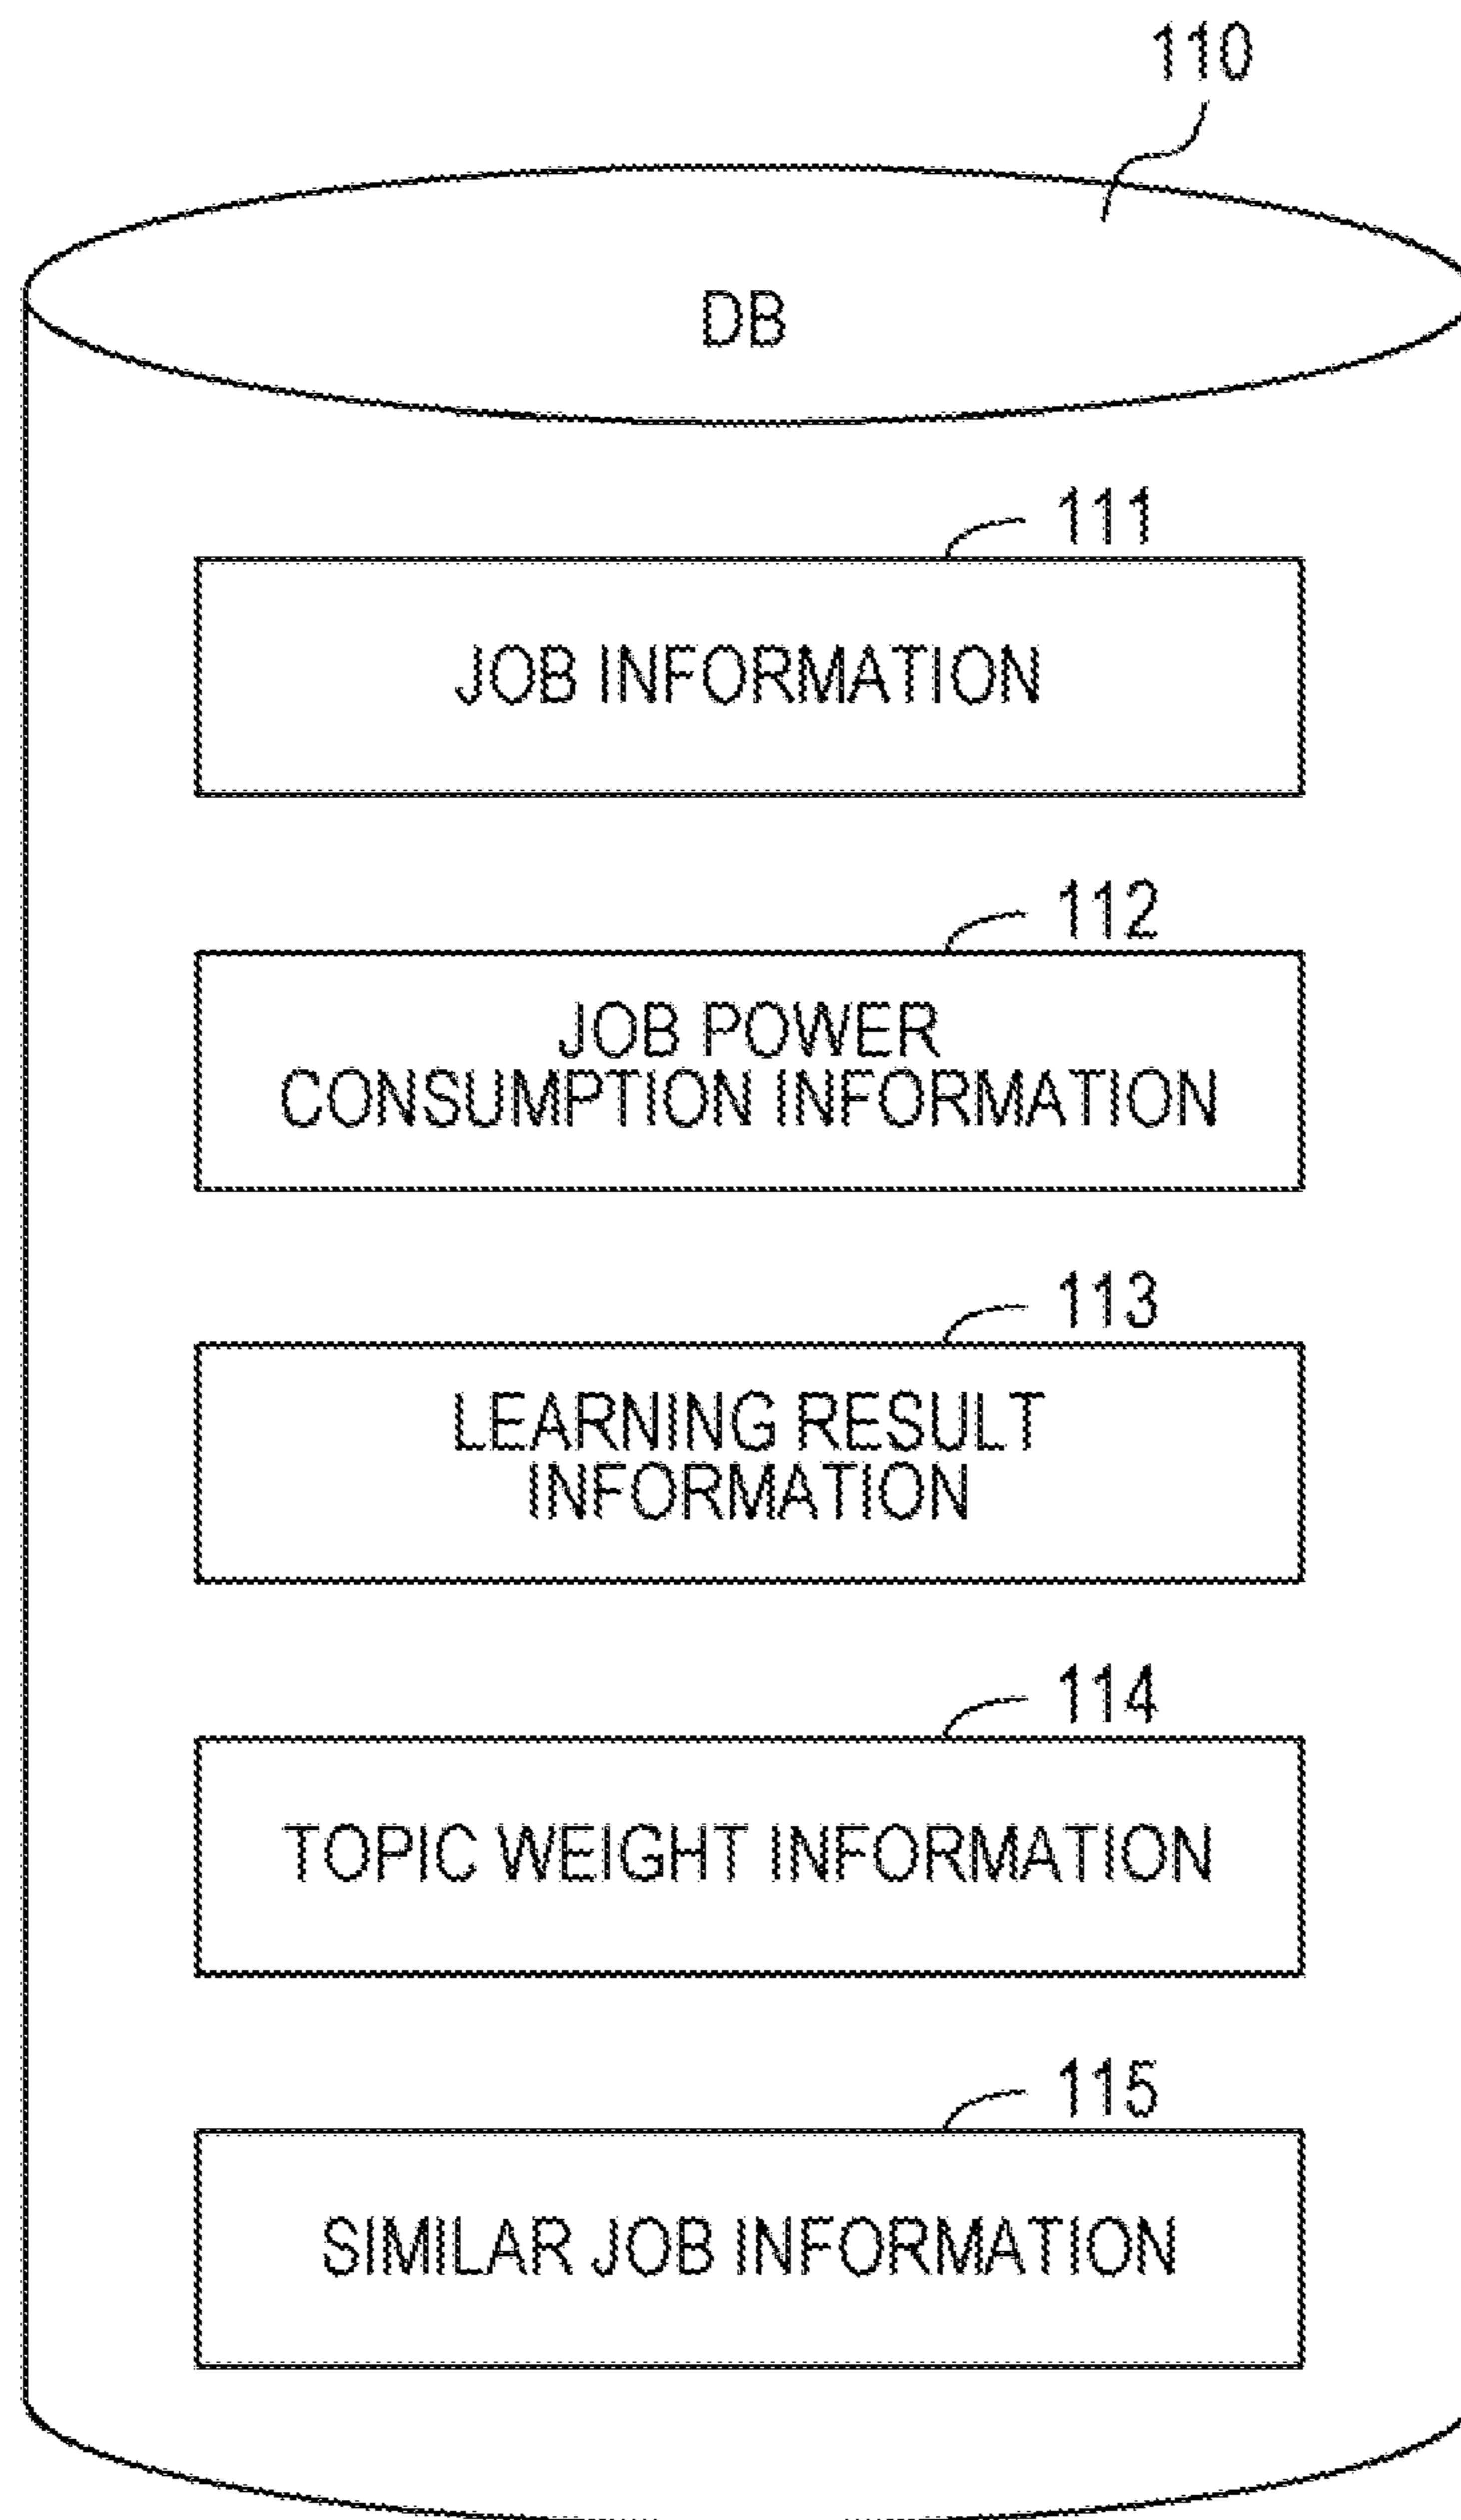 110
DB
111
JOB INFORMATION
112
JOB POWER
CONSUMPTION INFORMATION
113
LEARNING RESULT
INFORMATION
114
TOPIC WEIGHT INFORMATION
115
SIMILAR JOB INFORMATION